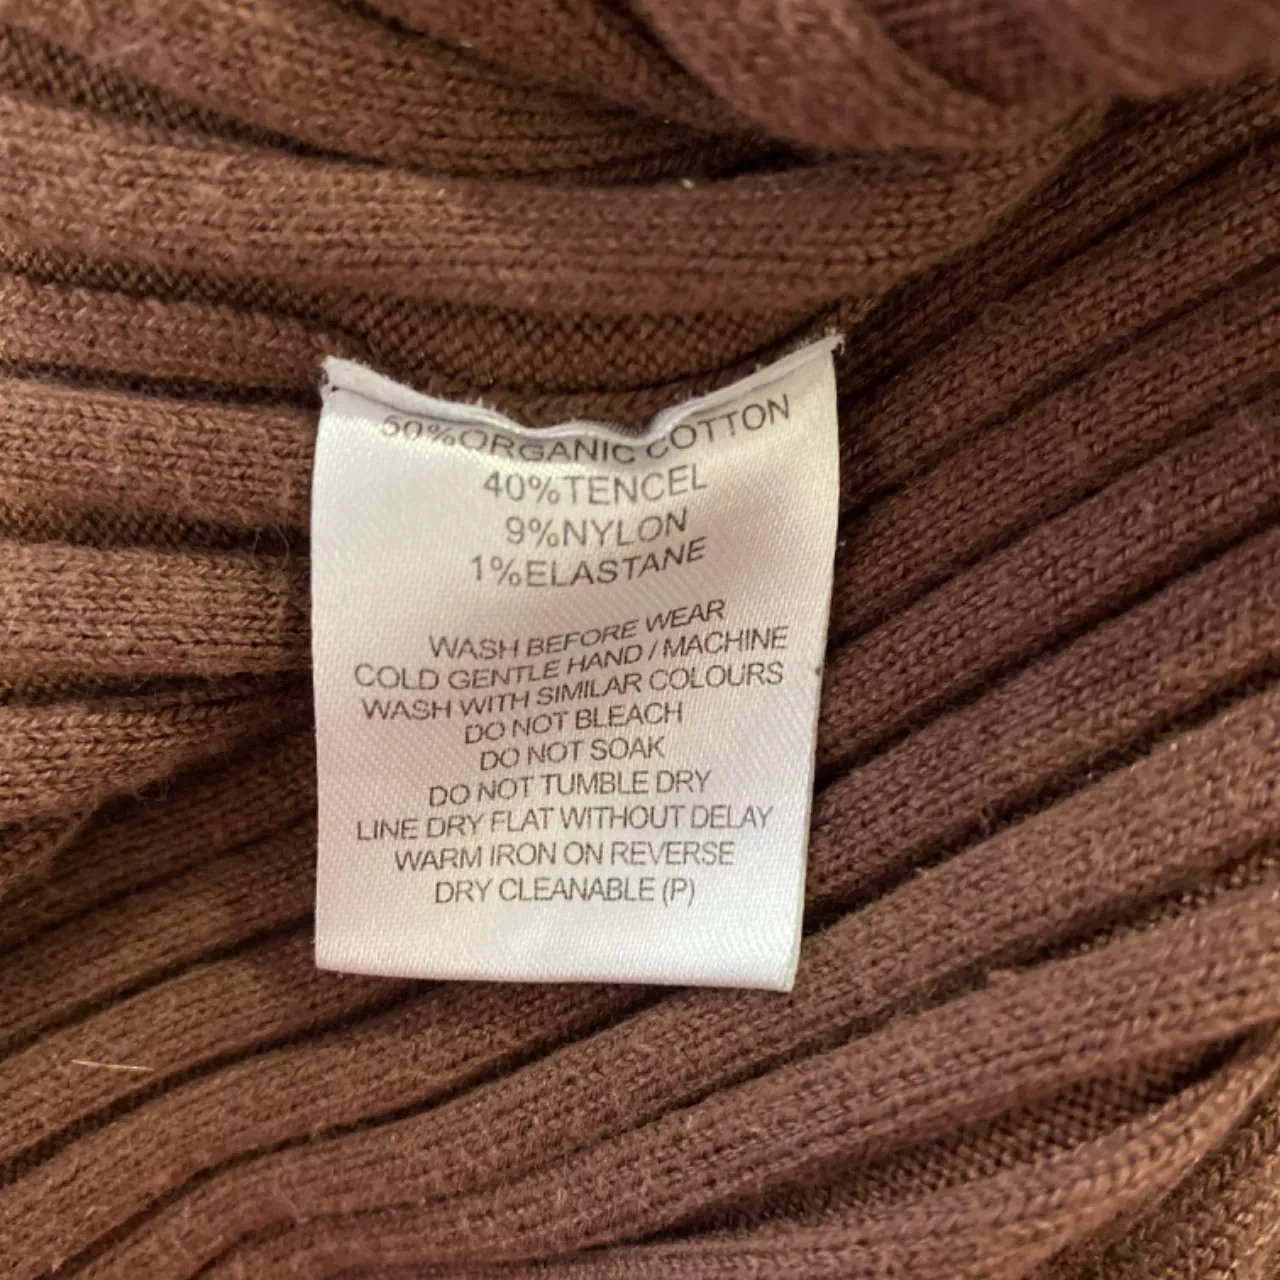 50%ORGANIC COTTON
40%TENCEL
9%NYLON
1%ELASTANE
WASH BEFORE WEAR
COLD GENTLE HAND / MACHINE
WASH WITH SIMILAR COLOURS
DO NOT BLEACH
DO NOT SOAK
DO NOT TUMBLE DRY
LINE DRY FLAT WITHOUT DELAY
WARM IRON ON REVERSE
DRY CLEANABLE (P)